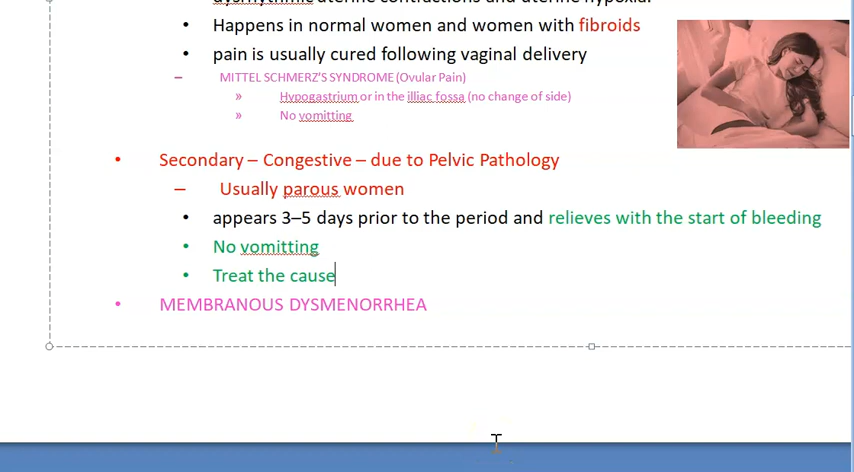 dysrhythmic uterine contractions and uterine hypoxia.
• Happens in normal women and women with fibroids
• pain is usually cured following vaginal delivery
– MITTEL SCHMERZ'S SYNDROME (Ovular Pain)
» Hypogastrium or in the illiac fossa (no change of side)
» No vomitting
• Secondary – Congestive – due to Pelvic Pathology
– Usually parous women
• appears 3–5 days prior to the period and relieves with the start of bleeding
• No vomitting
• Treat the cause
• MEMBRANOUS DYSMENORRHEA